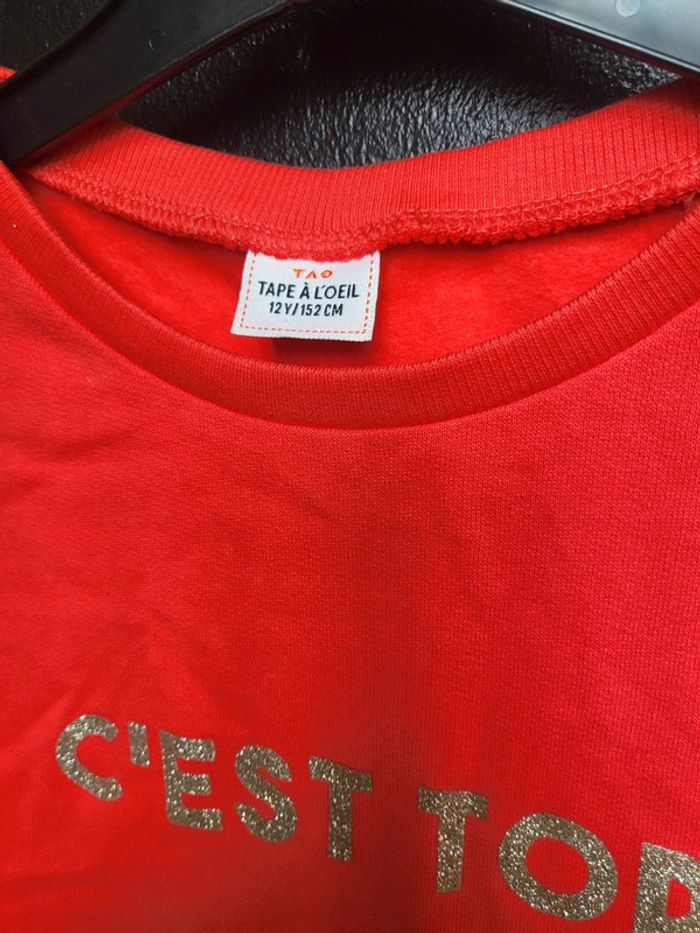 TAO
TAPE À L'OEIL
12Y/152 CM
C'EST TOP